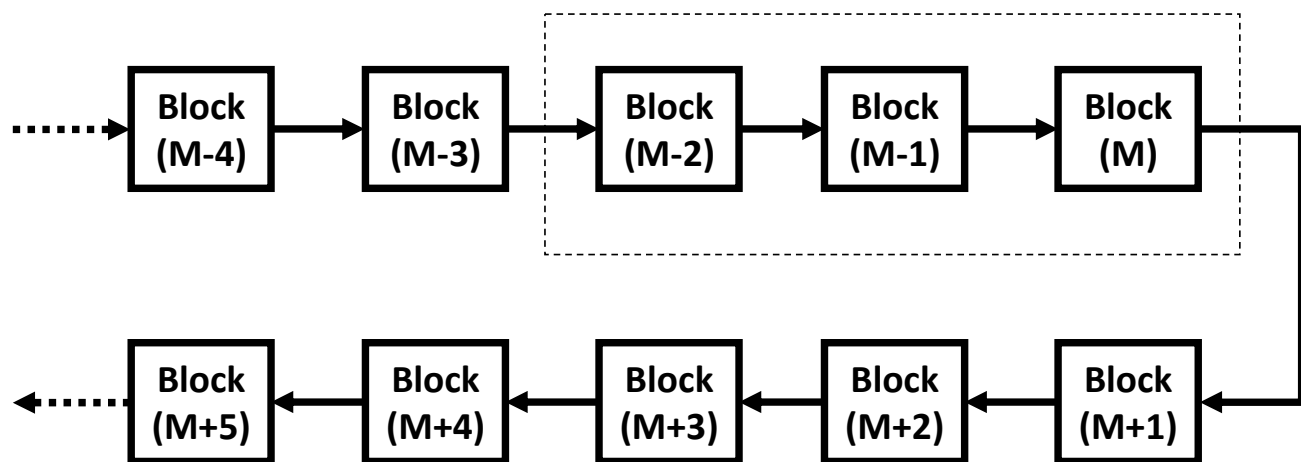 Block
(M-4)
Block
(M-3)
Block
(M-2)
Block
(M-1)
Block
(M)
Block
(M+5)
Block
(M+4)
Block
(M+3)
Block
(M+2)
Block
(M+1)